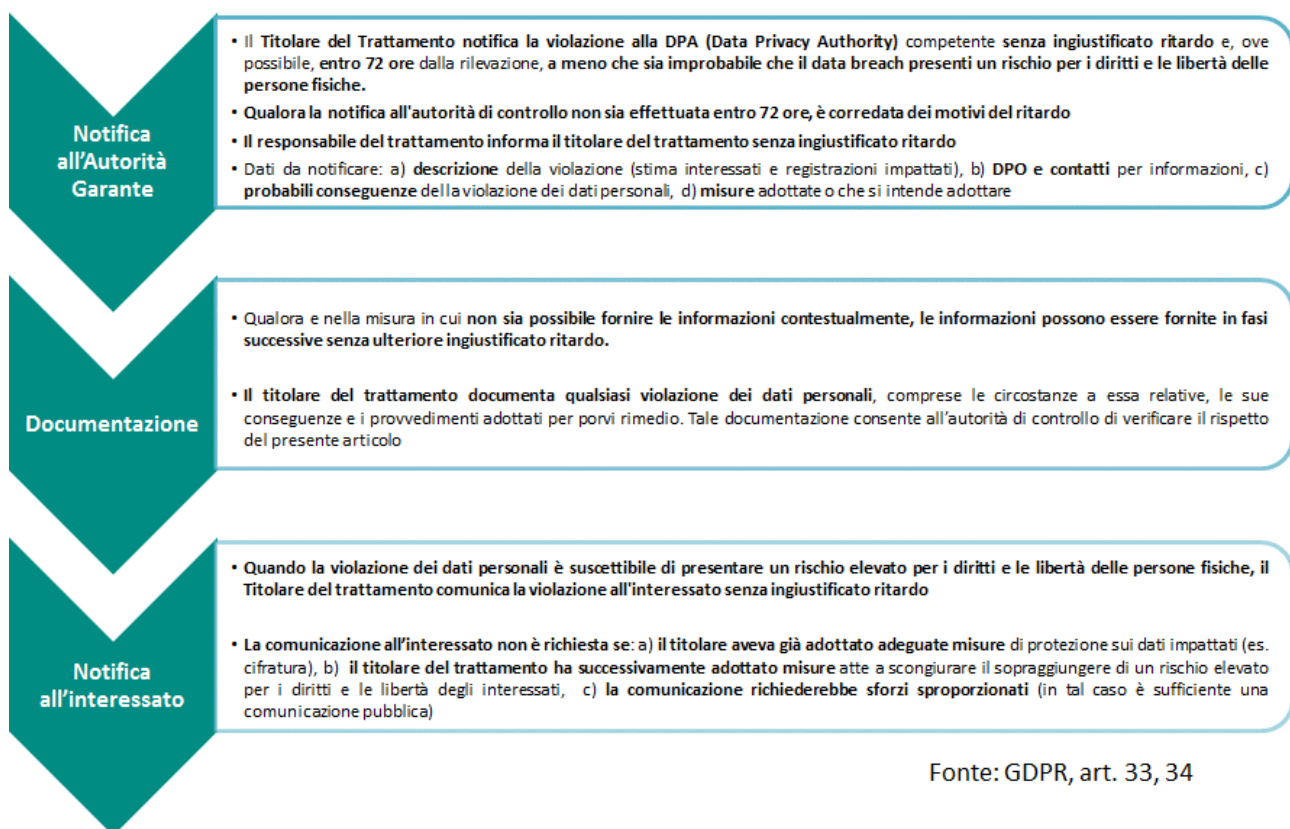 Notifica
all'Autorità
Garante
• Il Titolare del Trattamento notifica la violazione alla DPA (Data Privacy Authority) competente senza ingiustificato ritardo e, ove
possibile, entro 72 ore dalla rilevazione, a meno che sia improbabile che il data breach presenti un rischio per i diritti e le libertà delle
persone fisiche.
• Qualora la notifica all'autorità di controllo non sia effettuata entro 72 ore, è corredata dei motivi del ritardo
• Il responsabile del trattamento informa il titolare del trattamento senza ingiustificato ritardo
• Dati da notificare: a) descrizione della violazione (stima interessati e registrazioni impattati), b) DPO e contatti per informazioni, c)
probabili conseguenze della violazione dei dati personali, d) misure adottate o che si intende adottare
Documentazione
• Qualora e nella misura in cui non sia possibile fornire le informazioni contestualmente, le informazioni possono essere fornite in fasi
successive senza ulteriore ingiustificato ritardo.
• Il titolare del trattamento documenta qualsiasi violazione dei dati personali, comprese le circostanze a essa relative, le sue
conseguenze e i provvedimenti adottati per porvi rimedio. Tale documentazione consente all'autorità di controllo di verificare il rispetto
del presente articolo
Notifica
all'interessato
• Quando la violazione dei dati personali è suscettibile di presentare un rischio elevato per i diritti e le libertà delle persone fisiche, il
Titolare del trattamento comunica la violazione all'interessato senza ingiustificato ritardo
• La comunicazione all'interessato non è richiesta se: a) il titolare aveva già adottato adeguate misure di protezione sui dati impattati (es.
cifratura), b) il titolare del trattamento ha successivamente adottato misure atte a scongiurare il sopraggiungere di un rischio elevato
per i diritti e le libertà degli interessati, c) la comunicazione richiederebbe sforzi sproporzionati (in tal caso è sufficiente una
comunicazione pubblica)
Fonte: GDPR, art. 33, 34